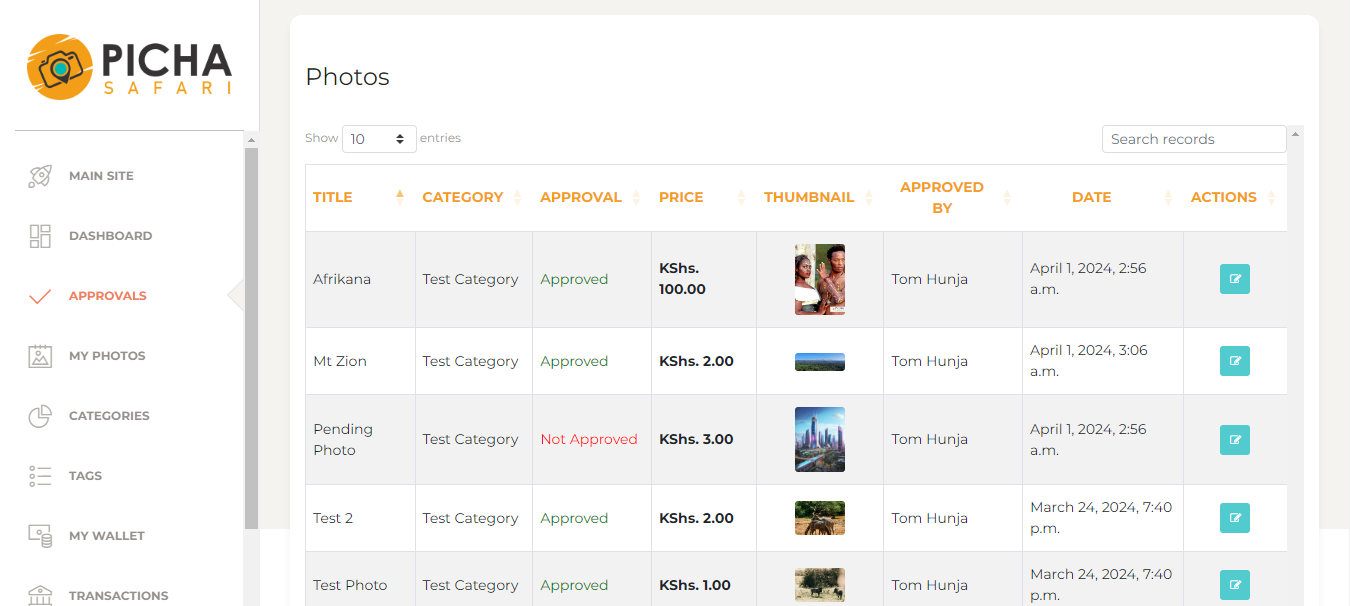 PICHA
SAFARI
MAIN SITE
DASHBOARD
APPROVALS
MY PHOTOS
CATEGORIES
TAGS
MY WALLET
TRANSACTIONS
Photos
Show 10 entries
Search records
TITLE CATEGORY APPROVAL PRICE THUMBNAIL APPROVED BY DATE ACTIONS
Afrikana Test Category Approved KShs. 100.00 Tom Hunja April 1, 2024, 2:56 a.m.
Mt Zion Test Category Approved KShs. 2.00 Tom Hunja April 1, 2024, 3:06 a.m.
Pending Photo Test Category Not Approved KShs. 3.00 Tom Hunja April 1, 2024, 2:56 a.m.
Test 2 Test Category Approved KShs. 2.00 Tom Hunja March 24, 2024, 7:40 p.m.
Test Photo Test Category Approved KShs. 1.00 Tom Hunja March 24, 2024, 7:40 p.m.